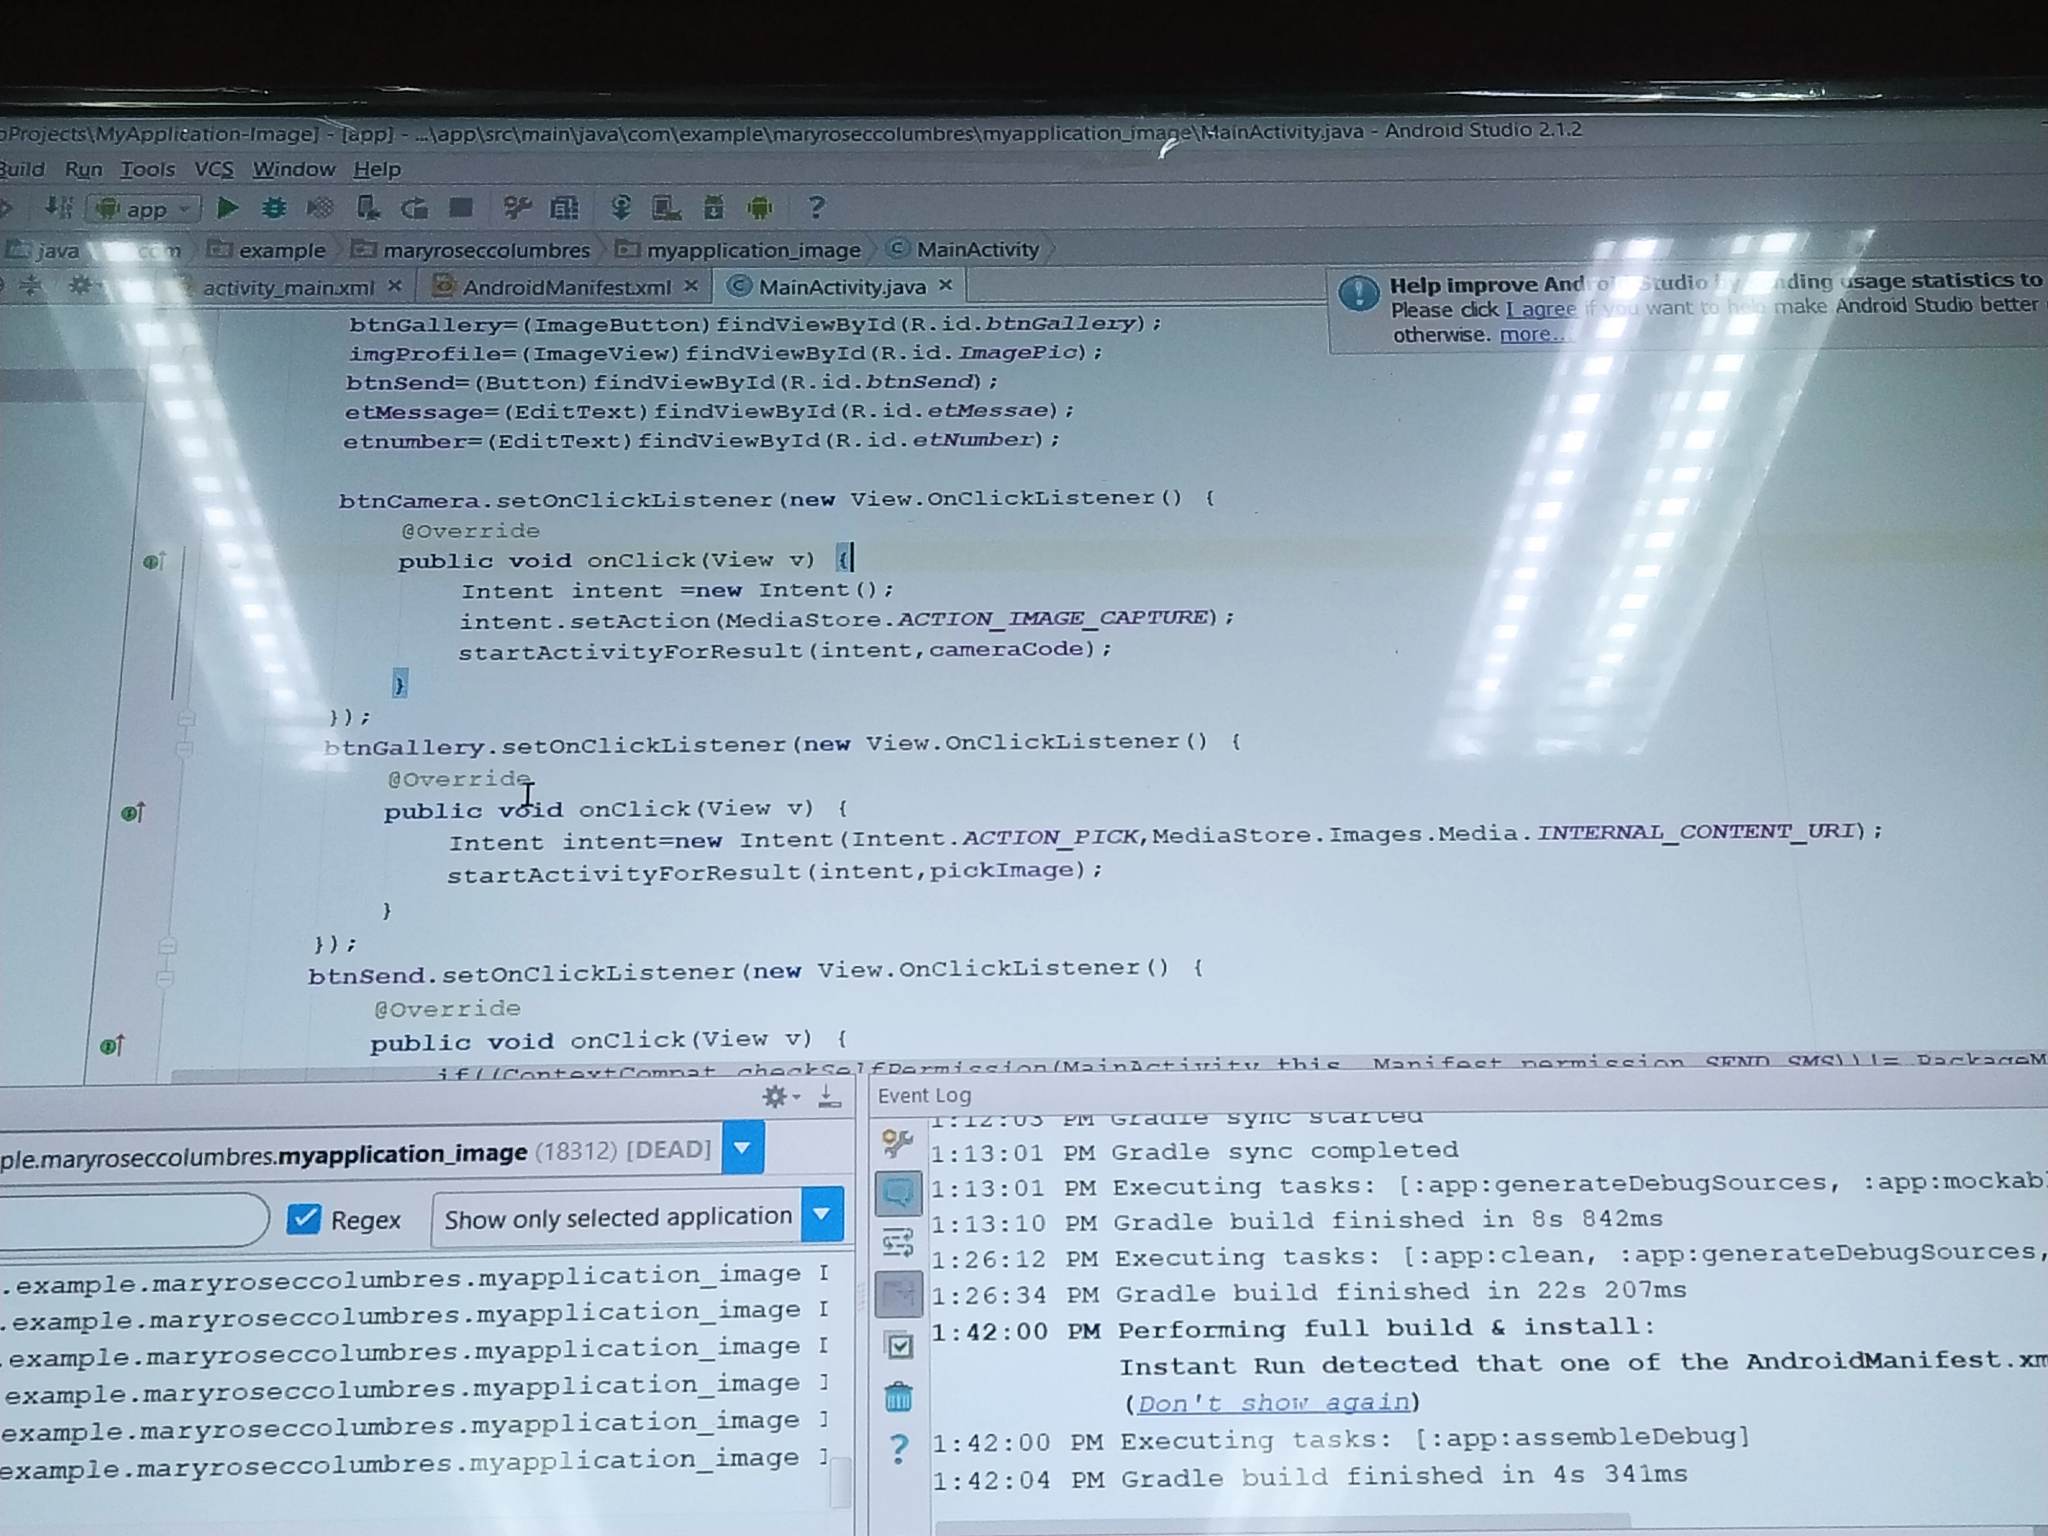 Projects\MyApplication-Image] - [app] - ...\app\src\main\java\com\example\maryroseccolumbres\myapplication_image\MainActivity.java - Android Studio 2.1.2
Build Run Tools VCS Window Help
app
java com example maryroseccolumbres myapplication_image MainActivity
activity_main.xml AndroidManifest.xml MainActivity.java
Help improve Android Studio by sending usage statistics to
Please click I agree if you want to help make Android Studio better
otherwise. more...
btnGallery=(ImageButton)findViewById(R.id.btnGallery);
imgProfile=(ImageView)findViewById(R.id.ImagePic);
btnSend=(Button)findViewById(R.id.btnSend);
etMessage=(EditText)findViewById(R.id.etMessae);
etnumber=(EditText)findViewById(R.id.etNumber);
btnCamera.setOnClickListener(new View.OnClickListener() {
@Override
public void onClick(View v) {
Intent intent =new Intent();
intent.setAction(MediaStore.ACTION_IMAGE_CAPTURE);
startActivityForResult(intent,cameraCode);
}
});
btnGallery.setOnClickListener(new View.OnClickListener() {
@Override
public void onClick(View v) {
Intent intent=new Intent(Intent.ACTION_PICK,MediaStore.Images.Media.INTERNAL_CONTENT_URI);
startActivityForResult(intent,pickImage);
}
});
btnSend.setOnClickListener(new View.OnClickListener() {
@Override
public void onClick(View v) {
if((ContextCompat.checkSelfPermission(MainActivity.this, Manifest.permission.SEND_SMS))!= PackageM
ple.maryroseccolumbres.myapplication_image (18312) [DEAD]
Regex Show only selected application
.example.maryroseccolumbres.myapplication_image I
.example.maryroseccolumbres.myapplication_image I
.example.maryroseccolumbres.myapplication_image I
example.maryroseccolumbres.myapplication_image I
example.maryroseccolumbres.myapplication_image I
example.maryroseccolumbres.myapplication_image I
Event Log
1:12:03 PM Gradle sync started
1:13:01 PM Gradle sync completed
1:13:01 PM Executing tasks: [:app:generateDebugSources, :app:mockabl
1:13:10 PM Gradle build finished in 8s 842ms
1:26:12 PM Executing tasks: [:app:clean, :app:generateDebugSources,
1:26:34 PM Gradle build finished in 22s 207ms
1:42:00 PM Performing full build & install:
Instant Run detected that one of the AndroidManifest.xm
(Don't show again)
1:42:00 PM Executing tasks: [:app:assembleDebug]
1:42:04 PM Gradle build finished in 4s 341ms